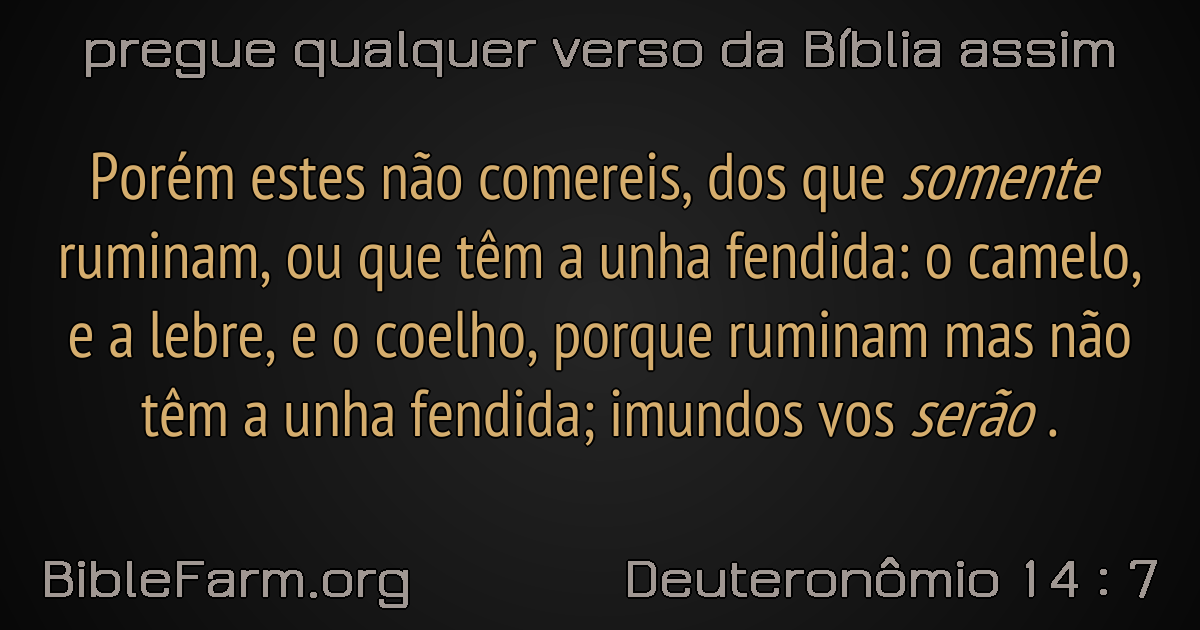 pregue qualquer verso da Bíblia assim
Porém estes não comereis, dos que somente
ruminam, ou que têm a unha fendida: o camelo,
e a lebre, e o coelho, porque ruminam mas não
têm a unha fendida; imundos vos serão .
BibleFarm.org
Deuteronômio 14 : 7